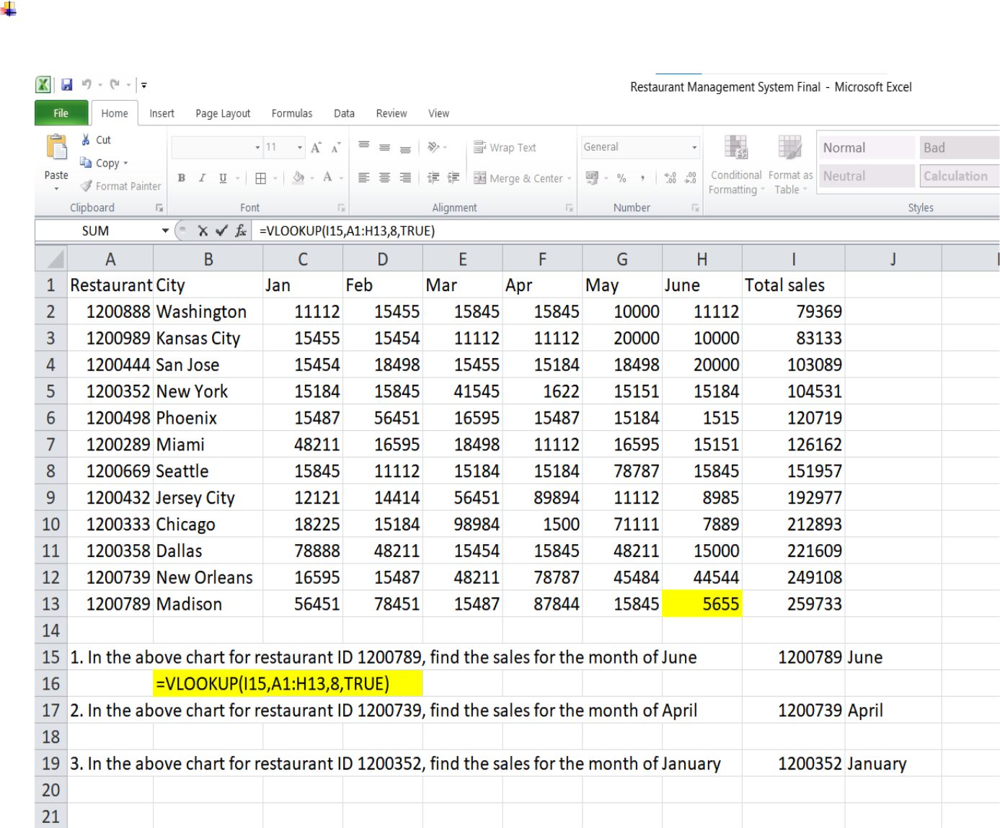 Restaurant Management System Final - Microsoft Excel
File Home Insert Page Layout Formulas Data Review View
Cut
Copy
Format Painter
Paste
Clipboard
11
B I U
Font
Wrap Text
Merge & Center
Alignment
General
% , .0 .00 .00 .0
Number
Conditional Formatting
Format as Table
Normal Bad
Neutral Calculation
Styles
SUM =VLOOKUP(I15,A1:H13,8,TRUE)
A B C D E F G H I J
1 Restaurant City Jan Feb Mar Apr May June Total sales
2 1200888 Washington 11112 15455 15845 15845 10000 11112 79369
3 1200989 Kansas City 15455 15454 11112 11112 20000 10000 83133
4 1200444 San Jose 15454 18498 15455 15184 18498 20000 103089
5 1200352 New York 15184 15845 41545 1622 15151 15184 104531
6 1200498 Phoenix 15487 56451 16595 15487 15184 1515 120719
7 1200289 Miami 48211 16595 18498 11112 16595 15151 126162
8 1200669 Seattle 15845 11112 15184 15184 78787 15845 151957
9 1200432 Jersey City 12121 14414 56451 89894 11112 8985 192977
10 1200333 Chicago 18225 15184 98984 1500 71111 7889 212893
11 1200358 Dallas 78888 48211 15454 15845 48211 15000 221609
12 1200739 New Orleans 16595 15487 48211 78787 45484 44544 249108
13 1200789 Madison 56451 78451 15487 87844 15845 5655 259733
14
15 1. In the above chart for restaurant ID 1200789, find the sales for the month of June 1200789 June
16 =VLOOKUP(I15,A1:H13,8,TRUE)
17 2. In the above chart for restaurant ID 1200739, find the sales for the month of April 1200739 April
18
19 3. In the above chart for restaurant ID 1200352, find the sales for the month of January 1200352 January
20
21